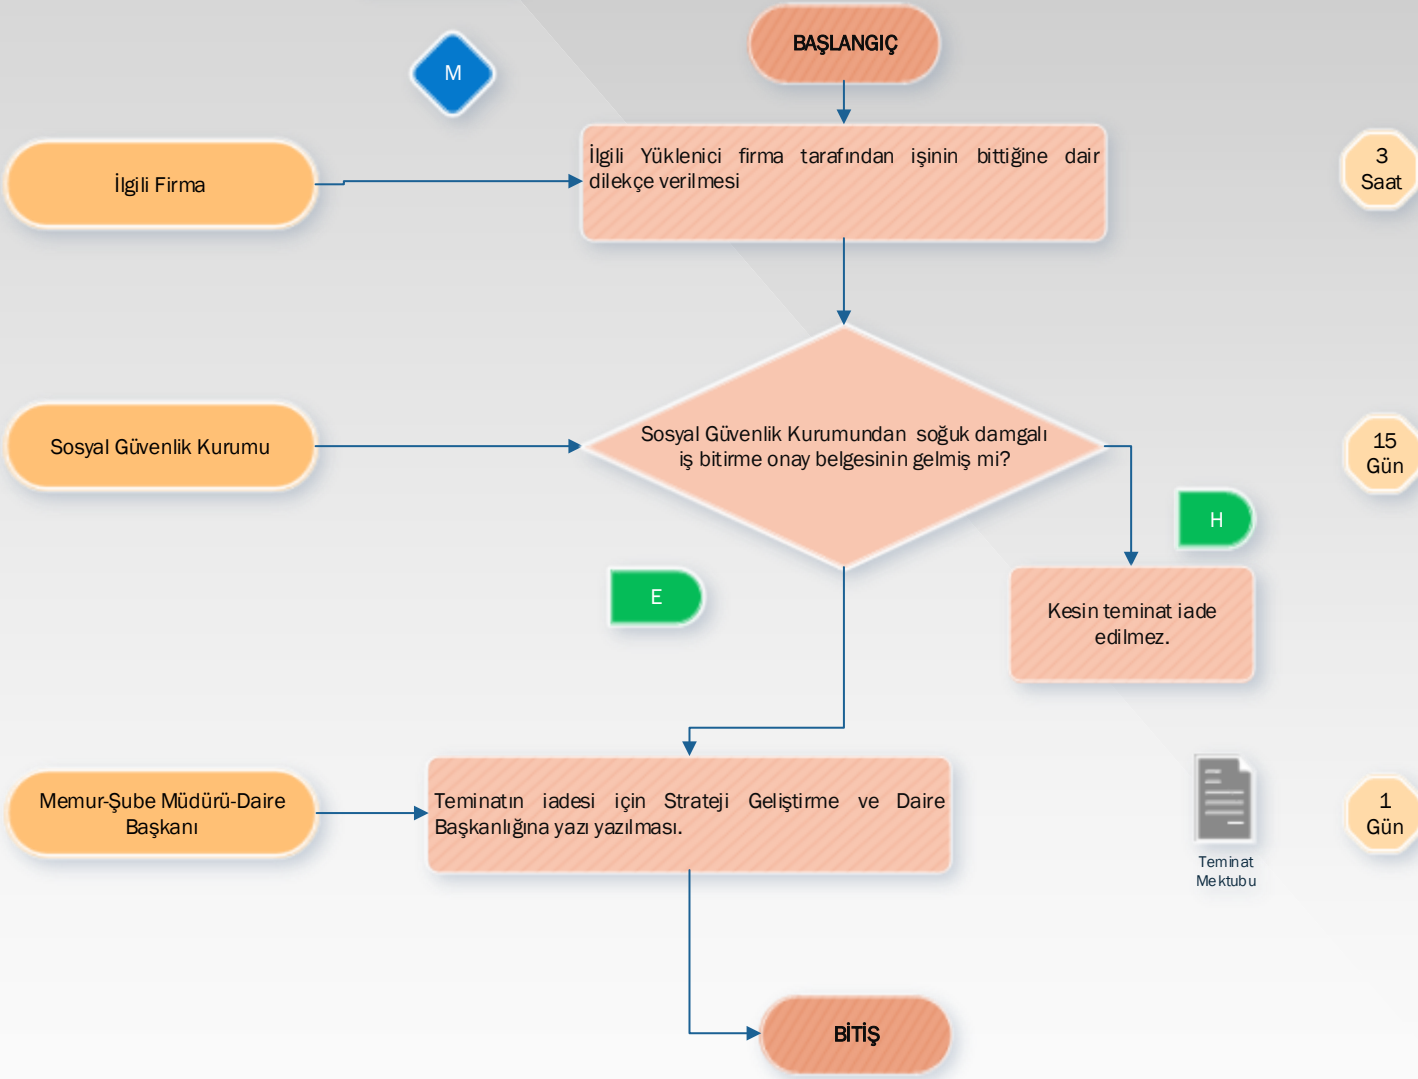 BAŞLANGIÇ
M
İlgili Firma
İlgili Yüklenici firma tarafından işinin bittiğine dair
dilekçe verilmesi
3
Saat
Sosyal Güvenlik Kurumu
Sosyal Güvenlik Kurumundan soğuk damgalı
iş bitirme onay belgesinin gelmiş mi?
15
Gün
H
E
Kesin teminat iade
edilmez.
Memur-Şube Müdürü-Daire
Başkanı
Teminatın iadesi için Strateji Geliştirme ve Daire
Başkanlığına yazı yazılması.
Teminat
Mektubu
1
Gün
BİTİŞ